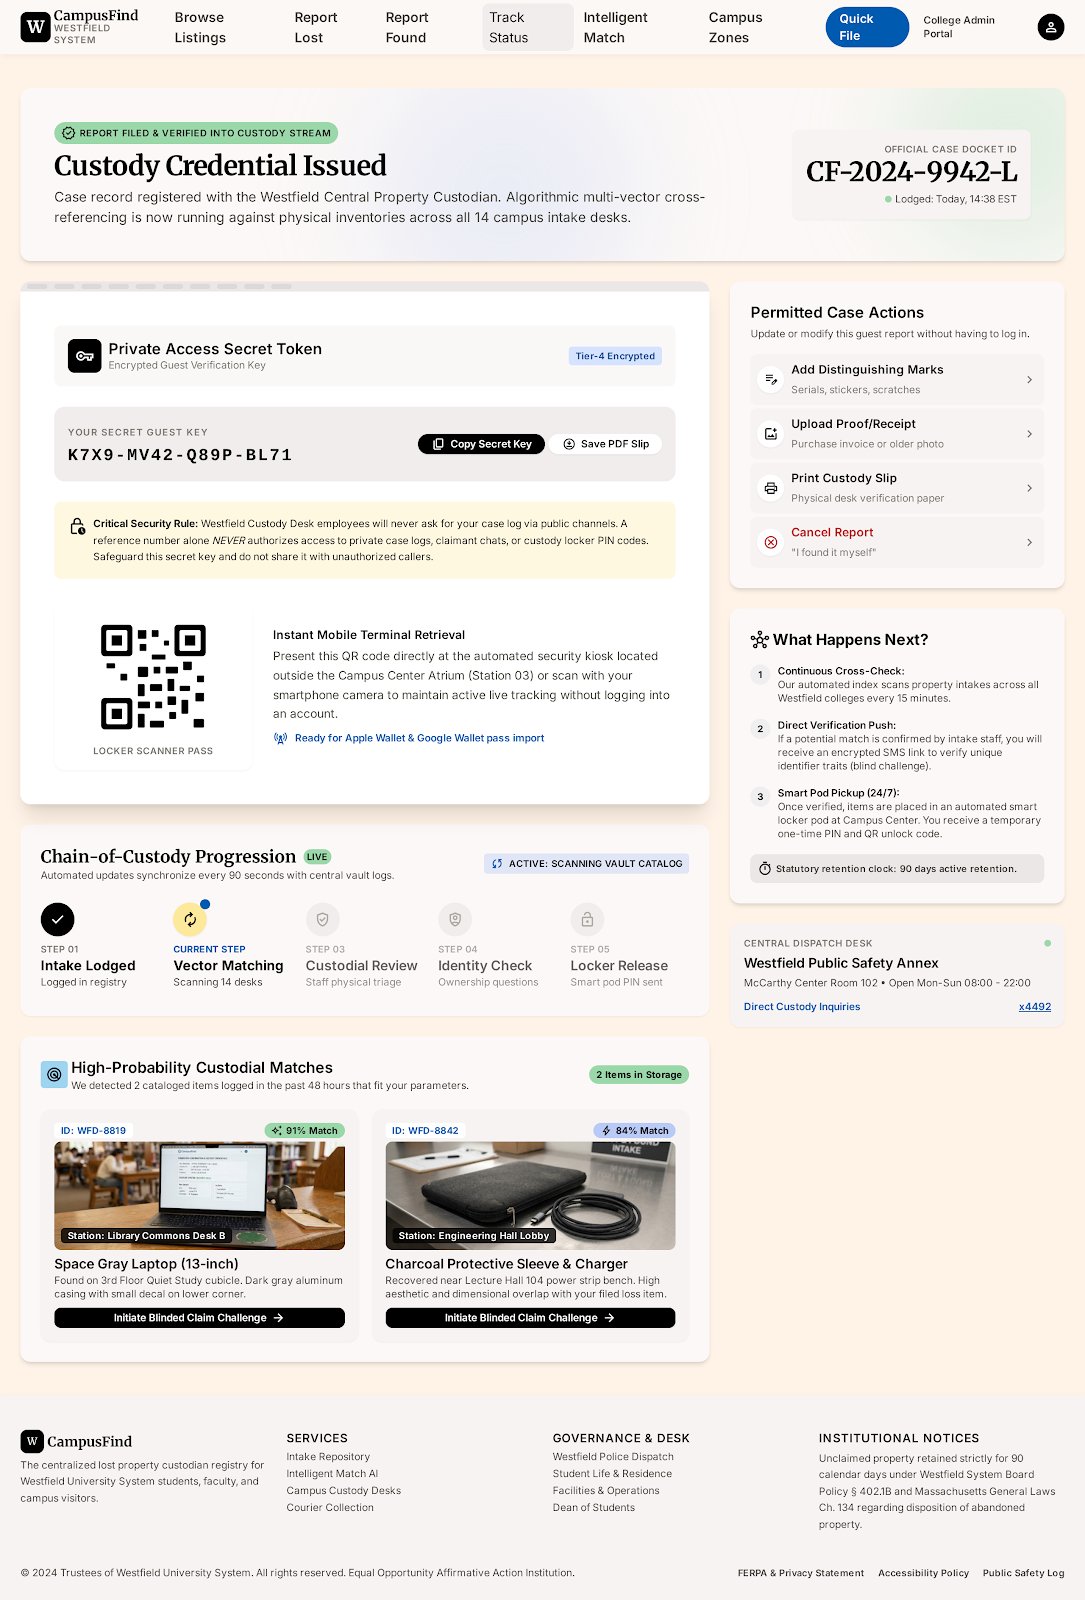 W
CampusFind
WESTFIELD
SYSTEM
Browse
Listings
Report
Lost
Report
Found
Track
Status
Intelligent
Match
Campus
Zones
Quick
File
College Admin
Portal
REPORT FILED & VERIFIED INTO CUSTODY STREAM
Custody Credential Issued
Case record registered with the Westfield Central Property Custodian. Algorithmic multi-vector cross-
referencing is now running against physical inventories across all 14 campus intake desks.
OFFICIAL CASE DOCKET ID
CF-2024-9942-L
Lodged: Today, 14:38 EST
Private Access Secret Token
Encrypted Guest Verification Key
Tier-4 Encrypted
YOUR SECRET GUEST KEY
K7X9-MV42-Q89P-BL71
Copy Secret Key
Save PDF Slip
Critical Security Rule: Westfield Custody Desk employees will never ask for your case log via public channels. A
reference number alone NEVER authorizes access to private case logs, claimant chats, or custody locker PIN codes.
Safeguard this secret key and do not share it with unauthorized callers.
LOCKER SCANNER PASS
Instant Mobile Terminal Retrieval
Present this QR code directly at the automated security kiosk located
outside the Campus Center Atrium (Station 03) or scan with your
smartphone camera to maintain active live tracking without logging into
an account.
Ready for Apple Wallet & Google Wallet pass import
Chain-of-Custody Progression LIVE
Automated updates synchronize every 90 seconds with central vault logs.
ACTIVE: SCANNING VAULT CATALOG
STEP 01
Intake Lodged
Logged in registry
CURRENT STEP
Vector Matching
Scanning 14 desks
STEP 03
Custodial Review
Staff physical triage
STEP 04
Identity Check
Ownership questions
STEP 05
Locker Release
Smart pod PIN sent
High-Probability Custodial Matches
We detected 2 cataloged items logged in the past 48 hours that fit your parameters.
2 Items in Storage
ID: WFD-8819
91% Match
Station: Library Commons Desk B
Space Gray Laptop (13-inch)
Found on 3rd Floor Quiet Study cubicle. Dark gray aluminum
casing with small decal on lower corner.
Initiate Blinded Claim Challenge
ID: WFD-8842
84% Match
INTAKE
Station: Engineering Hall Lobby
Charcoal Protective Sleeve & Charger
Recovered near Lecture Hall 104 power strip bench. High
aesthetic and dimensional overlap with your filed loss item.
Initiate Blinded Claim Challenge
Permitted Case Actions
Update or modify this guest report without having to log in.
Add Distinguishing Marks
Serials, stickers, scratches
Upload Proof/Receipt
Purchase invoice or older photo
Print Custody Slip
Physical desk verification paper
Cancel Report
"I found it myself"
What Happens Next?
1
Continuous Cross-Check:
Our automated index scans property intakes across all
Westfield colleges every 15 minutes.
2
Direct Verification Push:
If a potential match is confirmed by intake staff, you will
receive an encrypted SMS link to verify unique
identifier traits (blind challenge).
3
Smart Pod Pickup (24/7):
Once verified, items are placed in an automated smart
locker pod at Campus Center. You receive a temporary
one-time PIN and QR unlock code.
Statutory retention clock: 90 days active retention.
CENTRAL DISPATCH DESK
Westfield Public Safety Annex
McCarthy Center Room 102 • Open Mon-Sun 08:00 - 22:00
Direct Custody Inquiries
x4492
W
CampusFind
The centralized lost property custodian registry for
Westfield University System students, faculty, and
campus visitors.
SERVICES
Intake Repository
Intelligent Match AI
Campus Custody Desks
Courier Collection
GOVERNANCE & DESK
Westfield Police Dispatch
Student Life & Residence
Facilities & Operations
Dean of Students
INSTITUTIONAL NOTICES
Unclaimed property retained strictly for 90
calendar days under Westfield System Board
Policy § 402.1B and Massachusetts General Laws
Ch. 134 regarding disposition of abandoned
property.
© 2024 Trustees of Westfield University System. All rights reserved. Equal Opportunity Affirmative Action Institution.
FERPA & Privacy Statement
Accessibility Policy
Public Safety Log